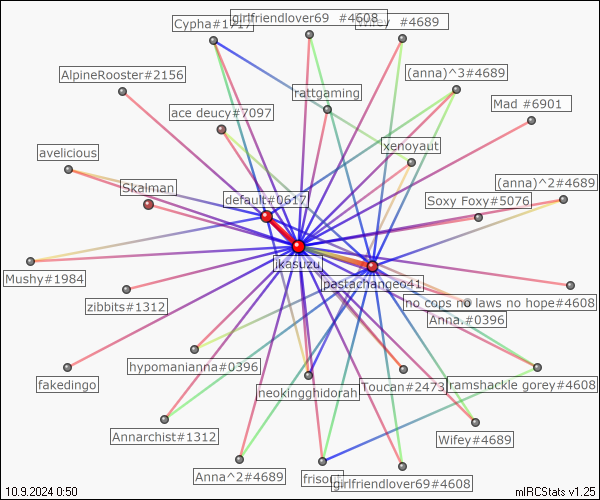 girlfriendlover69 #4608
Cypha#1717
Wifey #4689
AlpineRooster#2156
(anna)^3#4689
rattgaming
Mad #6901
ace deucy#7097
xenoyaut
avelicious
Skalman
(anna)^2#4689
default#0617
Soxy Foxy#5076
ikasuzu
Mushy#1984
pastachangeo41
zibbits#1312
no cops no laws no hope#4608
Anna.#0396
hypomanianna#0396
fakedingo
neokingghidorah
Toucan#2473
ramshackle gorey#4608
Annarchist#1312
Wifey#4689
Anna^2#4689
frison
girlfriendlover69#4608
10.9.2024 0:50
mIRCStats v1.25